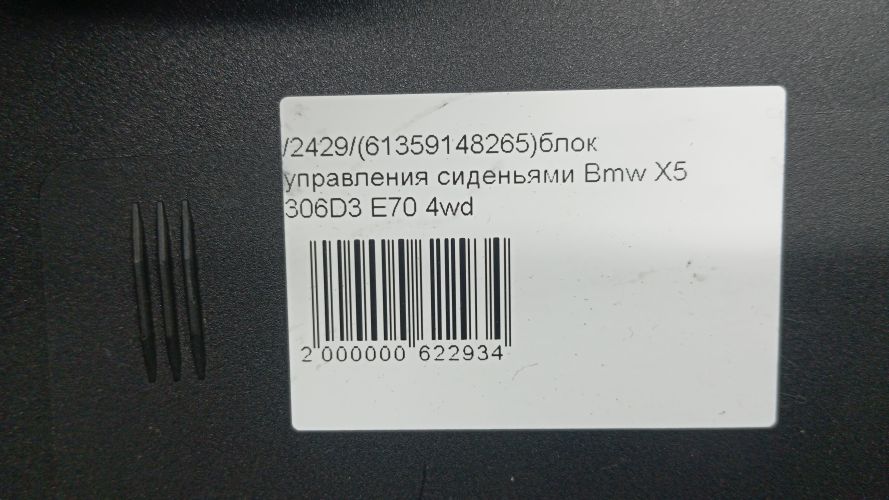 /2429/(61359148265)блок
управления сиденьями Bmw X5
306D3 E70 4wd
2 000000 622934